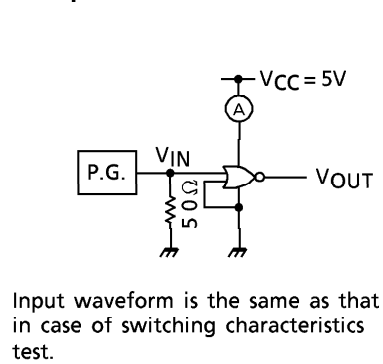 VCC = 5V
A
VIN
P.G.
50Ω
VOUT
Input waveform is the same as that
in case of switching characteristics
test.